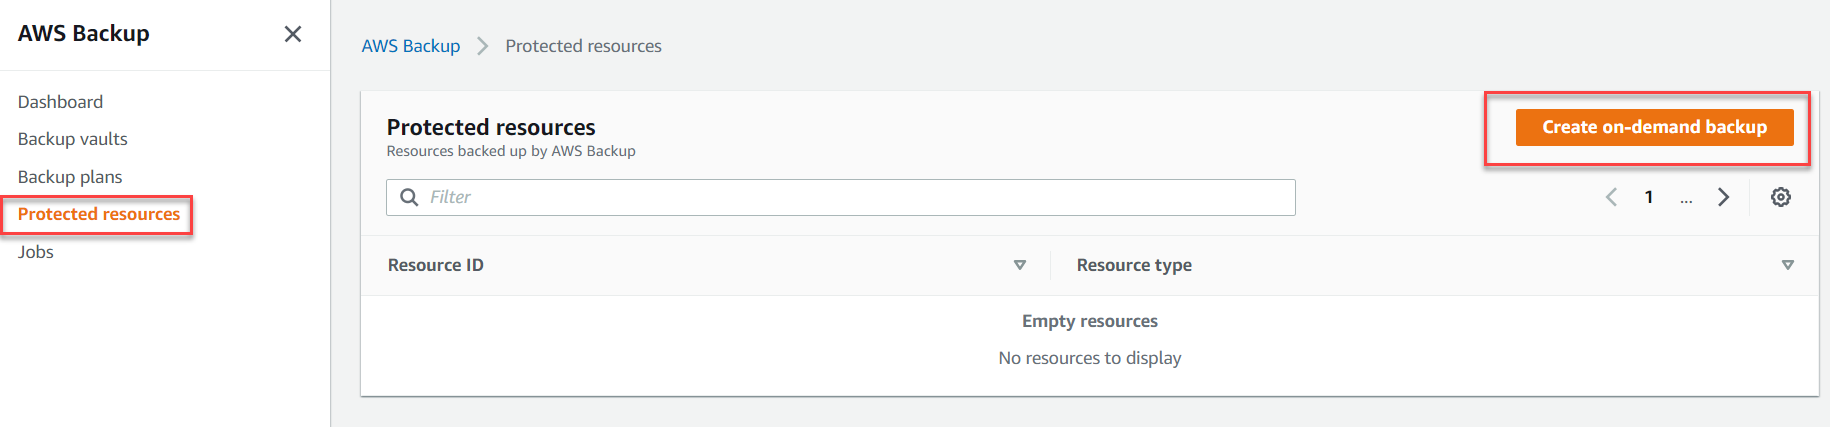 AWS Backup
Dashboard
Backup vaults
Backup plans
Protected resources
Jobs
AWS Backup > Protected resources
Protected resources
Resources backed up by AWS Backup
Create on-demand backup
Filter
1 ...
Resource ID Resource type
Empty resources
No resources to display